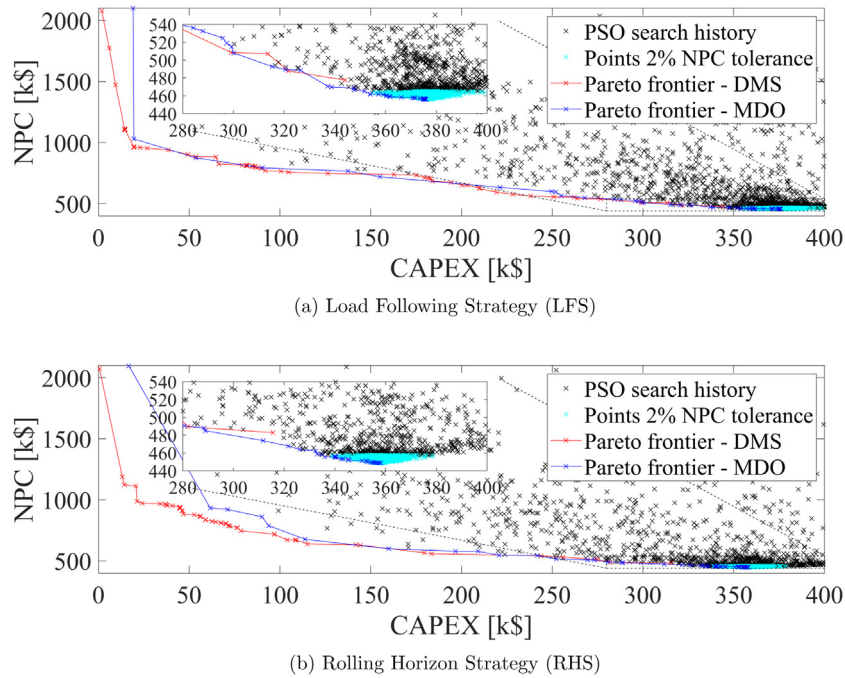 2000
1500
1000
500
NPC [k$]
540
520
500
480
460
440
280 300 320 340 360 380 400
PSO search history
Points 2% NPC tolerance
Pareto frontier - DMS
Pareto frontier - MDO
0 50 100 150 200 250 300 350 400
CAPEX [k$]
(a) Load Following Strategy (LFS)
2000
1500
1000
500
NPC [k$]
540
520
500
480
460
440
280 300 320 340 360 380 400
PSO search history
Points 2% NPC tolerance
Pareto frontier - DMS
Pareto frontier - MDO
0 50 100 150 200 250 300 350 400
CAPEX [k$]
(b) Rolling Horizon Strategy (RHS)